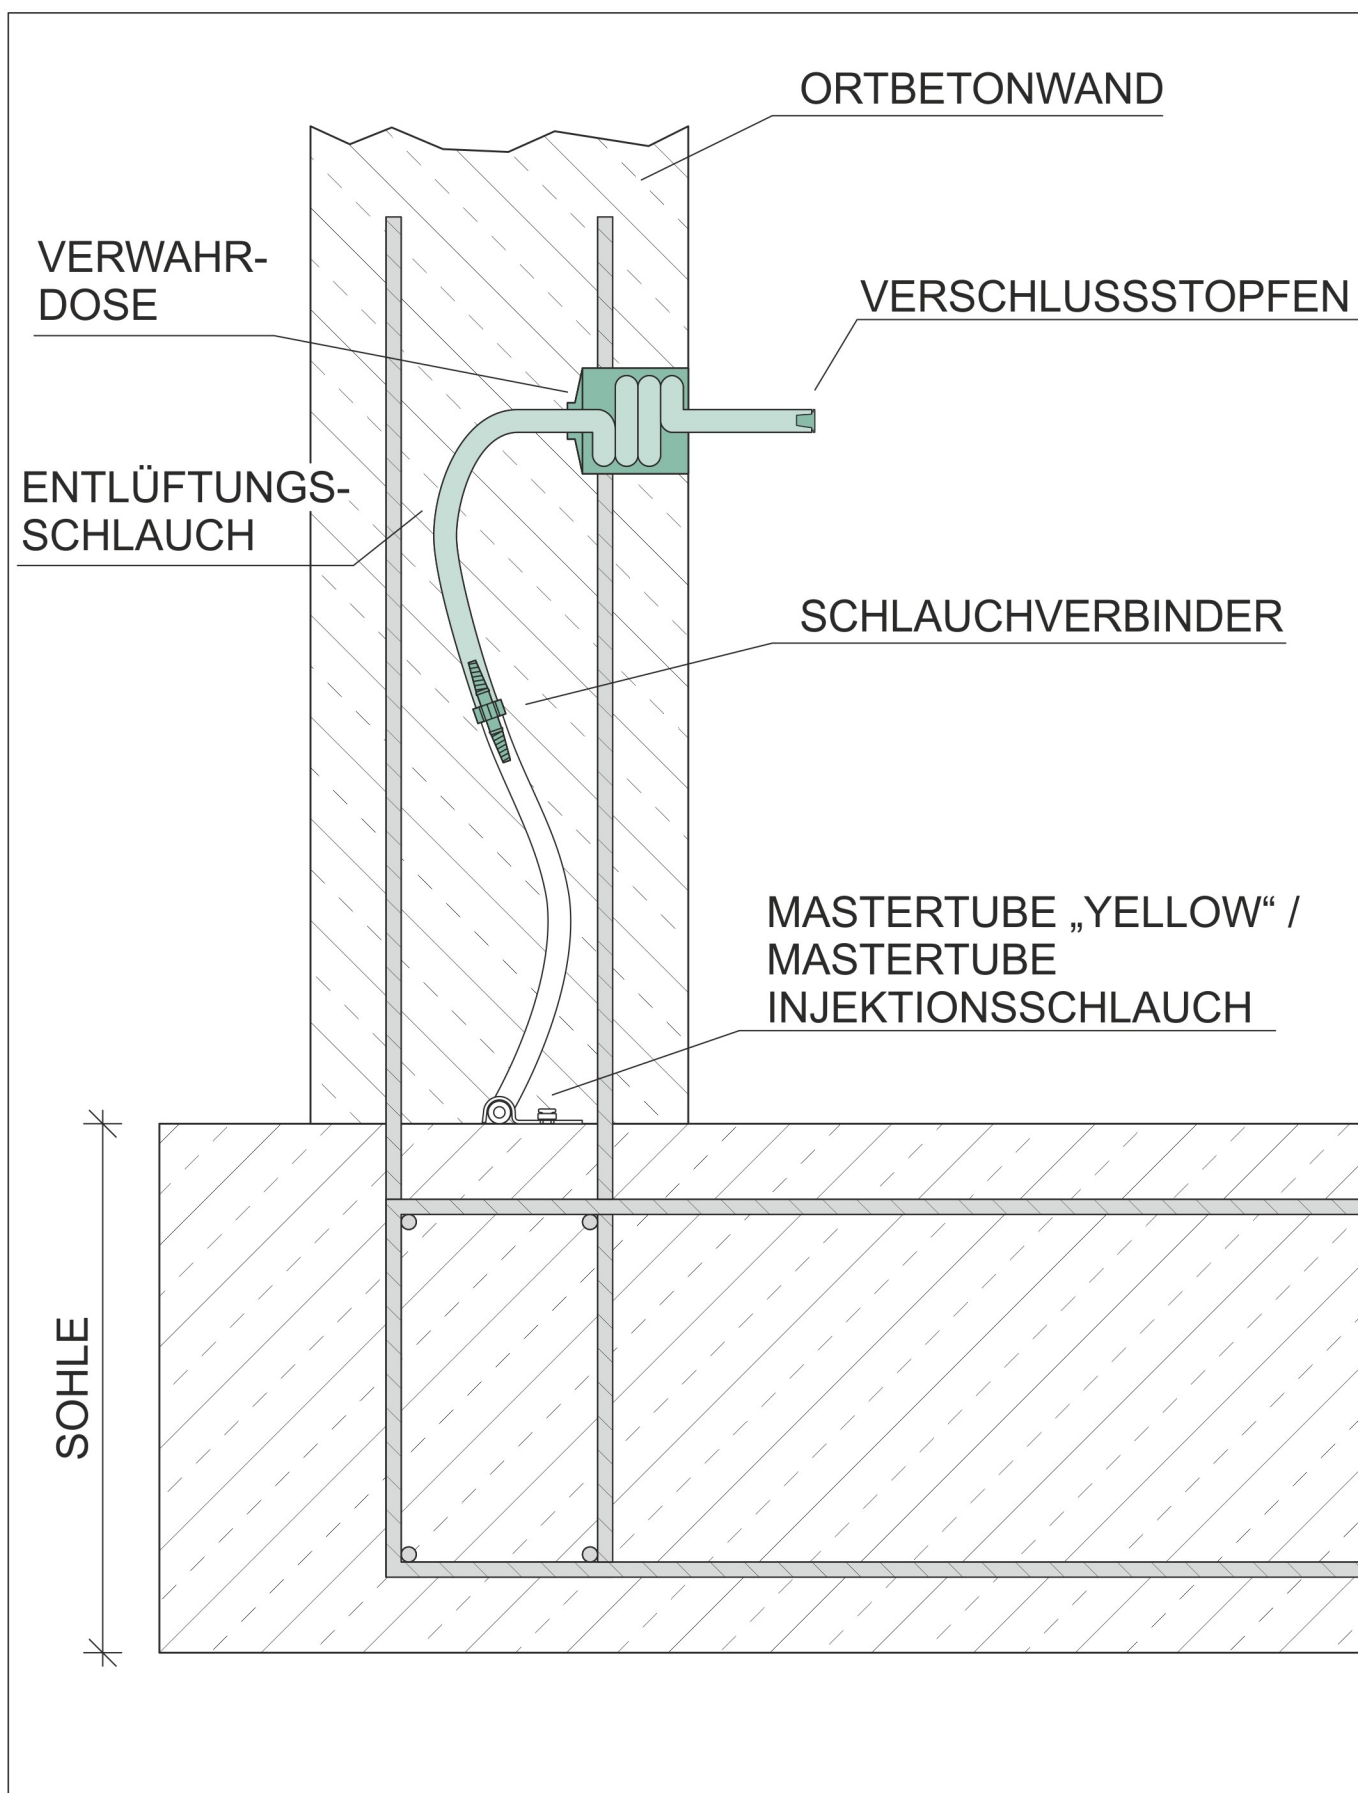 ORTBETONWAND
VERWAHR-
DOSE
VERSCHLUSSSTOPFEN
ENTLÜFTUNGS-
SCHLAUCH
SCHLAUCHVERBINDER
MASTERTUBE „YELLOW“ /
MASTERTUBE
INJEKTIONSSCHLAUCH
SOHLE